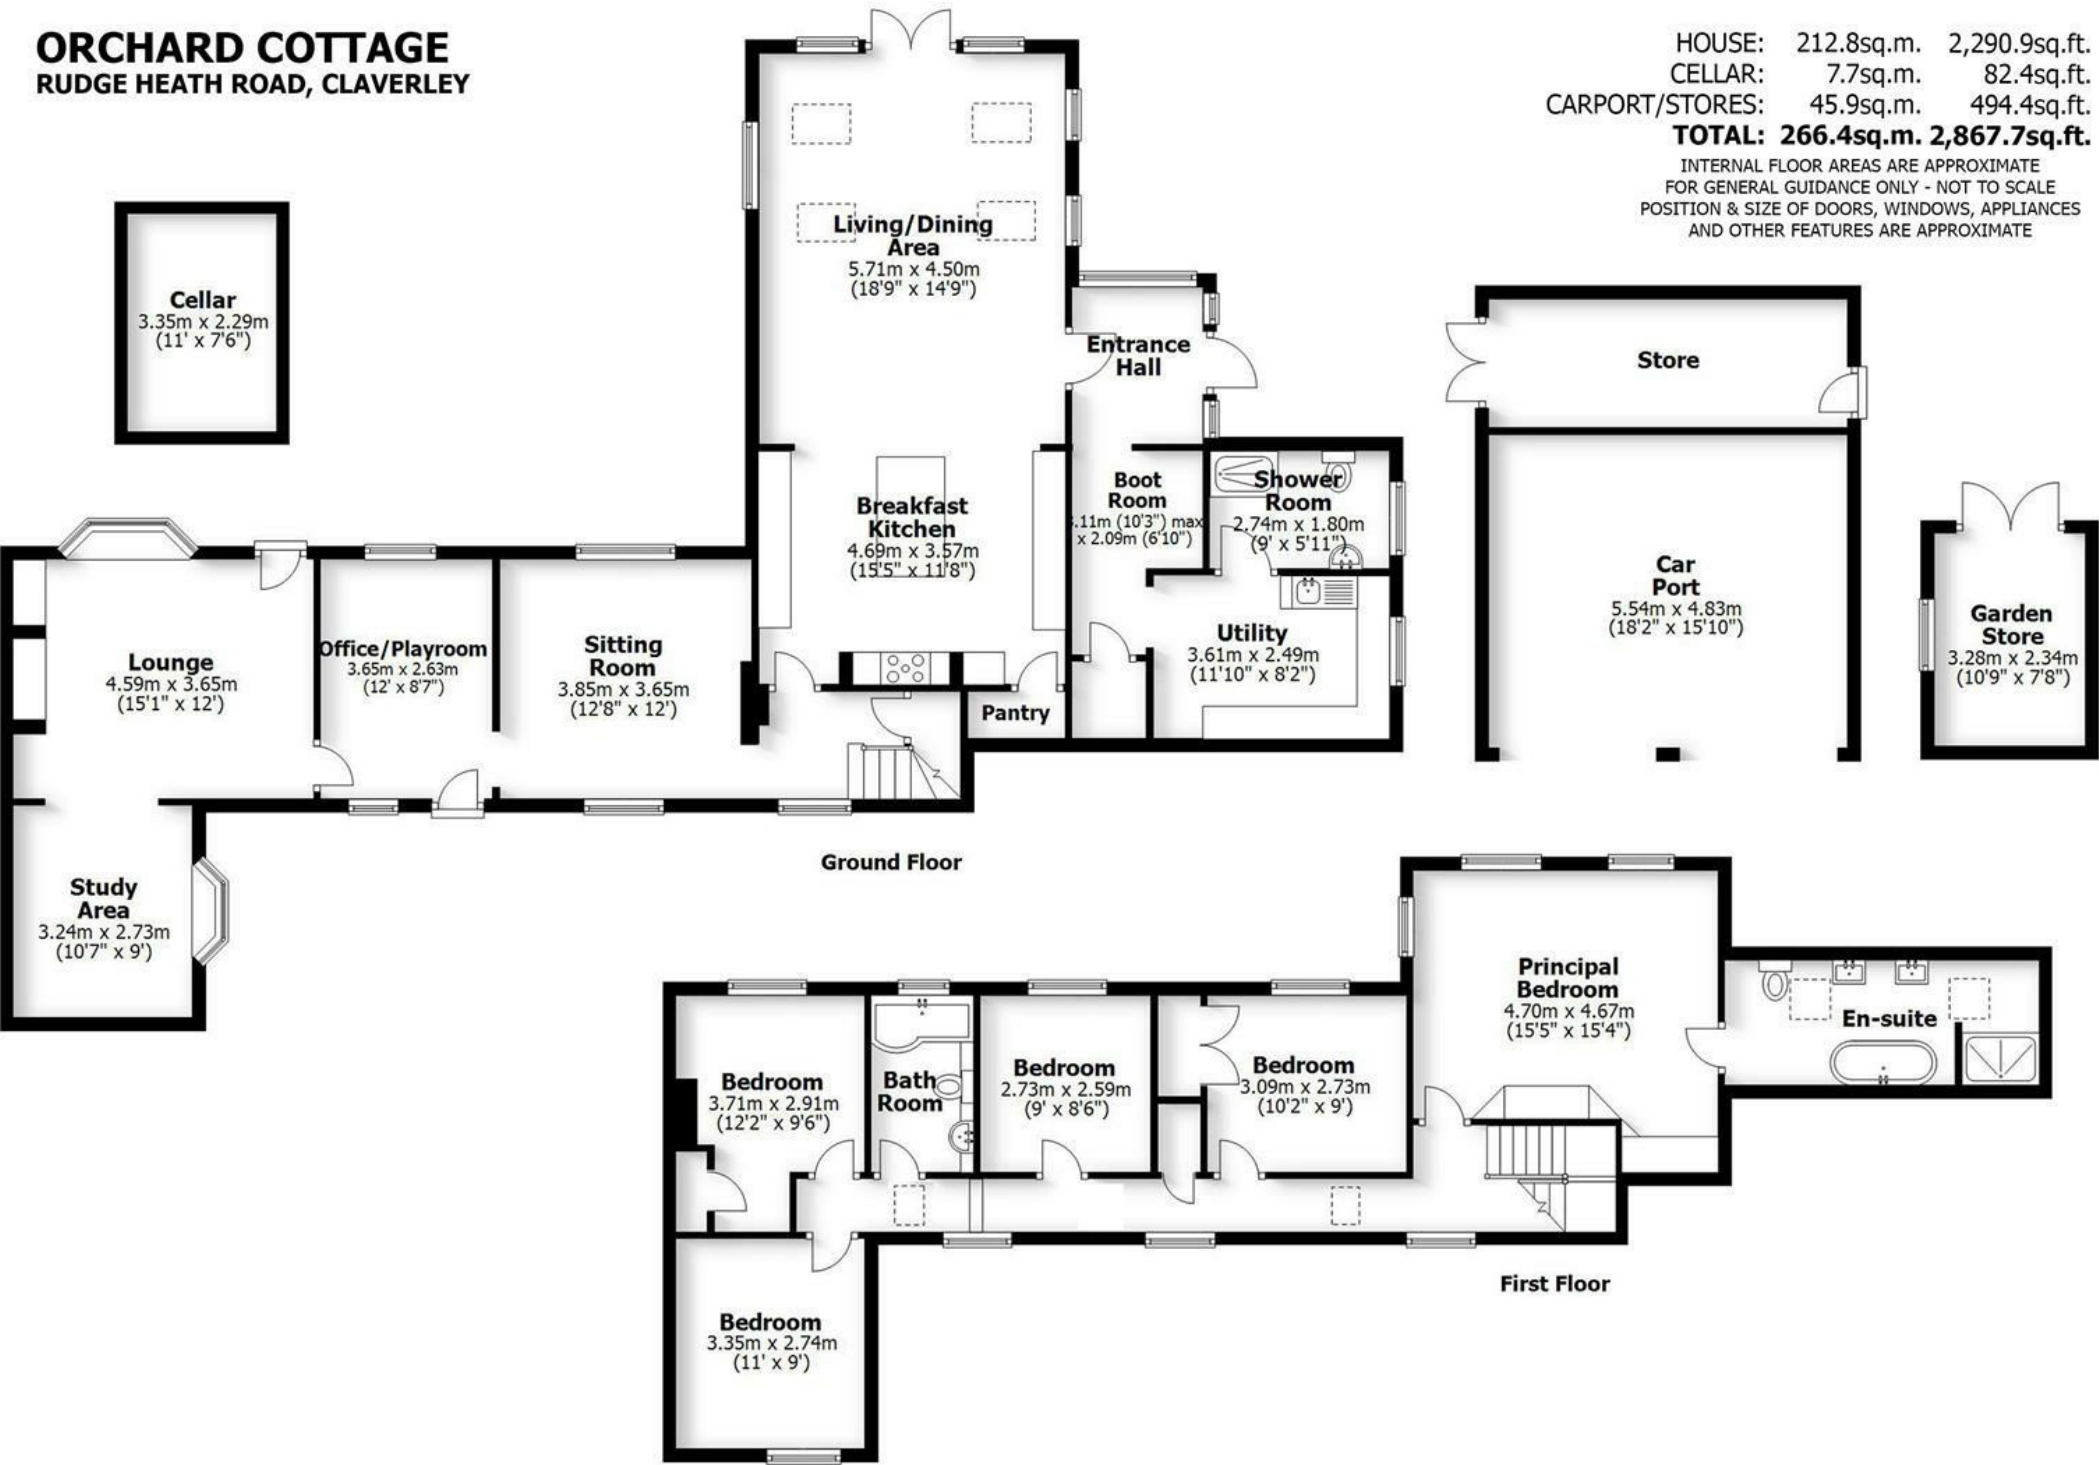 ORCHARD COTTAGE
RUDGE HEATH ROAD, CLAVERLEY
HOUSE: 212.8sq.m. 2,290.9sq.ft.
CELLAR: 7.7sq.m. 82.4sq.ft.
CARPORT/STORES: 45.9sq.m. 494.4sq.ft.
TOTAL: 266.4sq.m. 2,867.7sq.ft.
INTERNAL FLOOR AREAS ARE APPROXIMATE
FOR GENERAL GUIDANCE ONLY - NOT TO SCALE
POSITION & SIZE OF DOORS, WINDOWS, APPLIANCES
AND OTHER FEATURES ARE APPROXIMATE
Cellar
3.35m x 2.29m
(11' x 7'6")
Living/Dining
Area
5.71m x 4.50m
(18'9" x 14'9")
Entrance
Hall
Store
Breakfast
Kitchen
4.69m x 3.57m
(15'5" x 11'8")
Boot
Room
.11m (10'3") max
x 2.09m (6'10")
Shower
Room
2.74m x 1.80m
(9' x 5'11")
Car
Port
5.54m x 4.83m
(18'2" x 15'10")
Garden
Store
3.28m x 2.34m
(10'9" x 7'8")
Lounge
4.59m x 3.65m
(15'1" x 12')
Office/Playroom
3.65m x 2.63m
(12' x 8'7")
Sitting
Room
3.85m x 3.65m
(12'8" x 12')
Utility
3.61m x 2.49m
(11'10" x 8'2")
Pantry
Study
Area
3.24m x 2.73m
(10'7" x 9')
Ground Floor
Principal
Bedroom
4.70m x 4.67m
(15'5" x 15'4")
En-suite
Bedroom
3.71m x 2.91m
(12'2" x 9'6")
Bath
Room
Bedroom
2.73m x 2.59m
(9' x 8'6")
Bedroom
3.09m x 2.73m
(10'2" x 9')
First Floor
Bedroom
3.35m x 2.74m
(11' x 9')